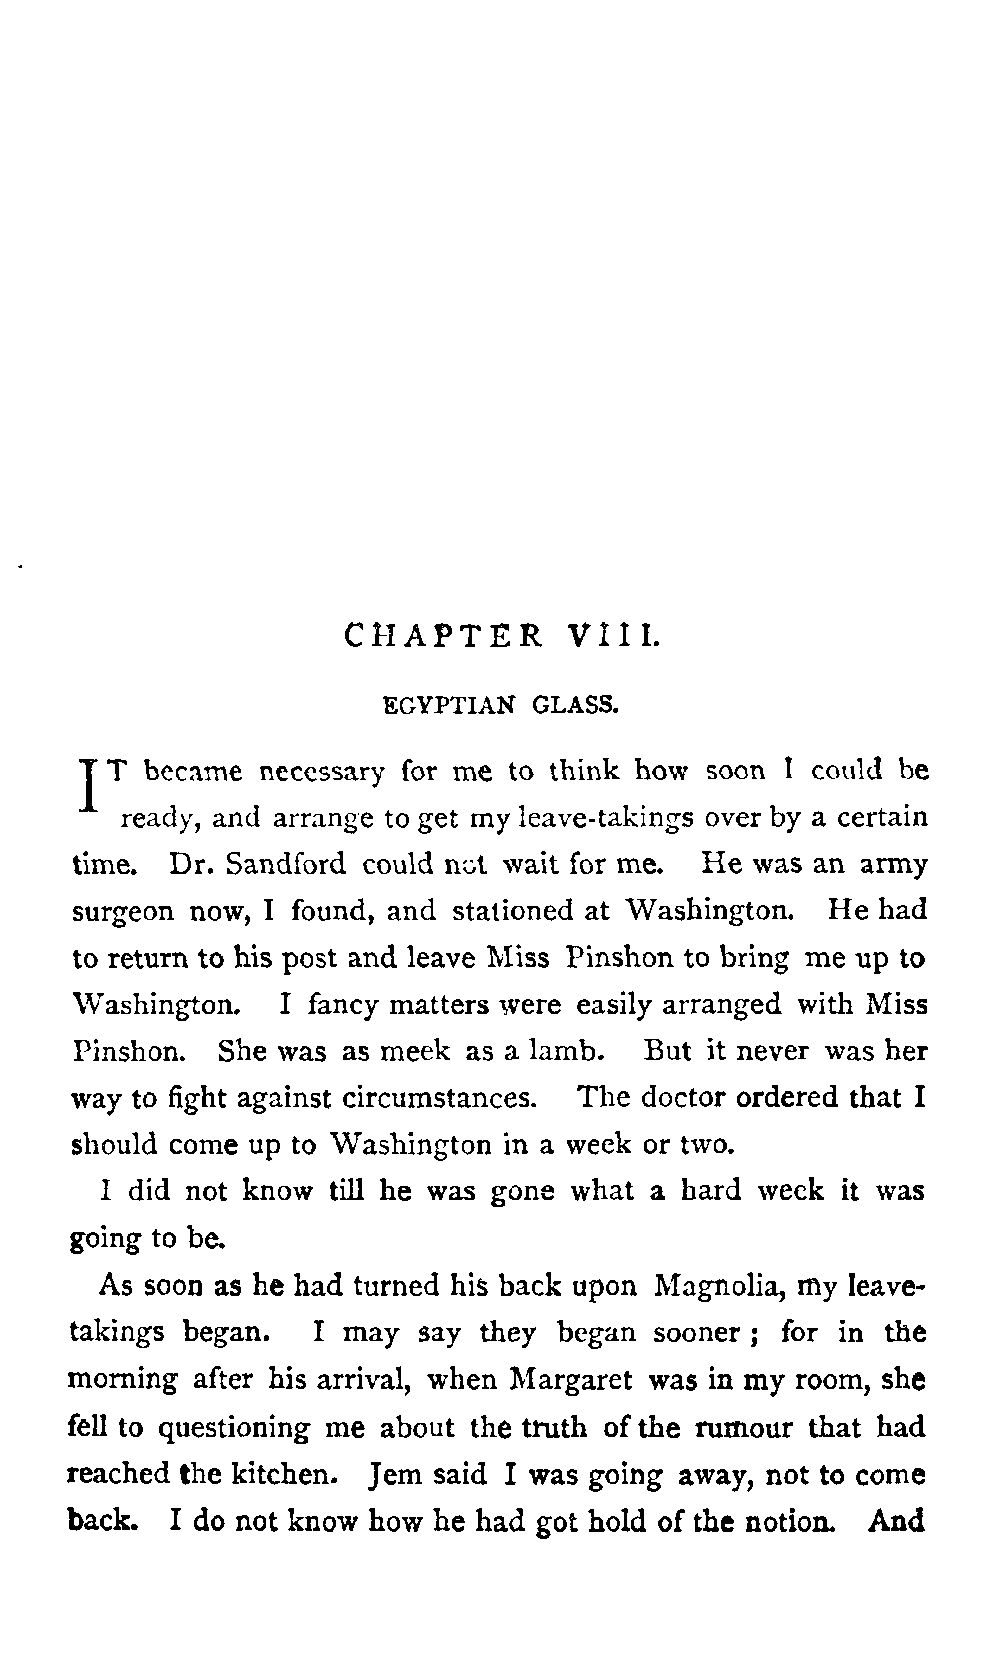 CHAPTER VIII.
EGYPTIAN GLASS.
IT became necessary for me to think how soon I could be
ready, and arrange to get my leave-takings over by a certain
time. Dr. Sandford could not wait for me. He was an army
surgeon now, I found, and stationed at Washington. He had
to return to his post and leave Miss Pinshon to bring me up to
Washington. I fancy matters were easily arranged with Miss
Pinshon. She was as meek as a lamb. But it never was her
way to fight against circumstances. The doctor ordered that I
should come up to Washington in a week or two.
I did not know till he was gone what a hard week it was
going to be.
As soon as he had turned his back upon Magnolia, my leave-
takings began. I may say they began sooner ; for in the
morning after his arrival, when Margaret was in my room, she
fell to questioning me about the truth of the rumour that had
reached the kitchen. Jem said I was going away, not to come
back. I do not know how he had got hold of the notion. And